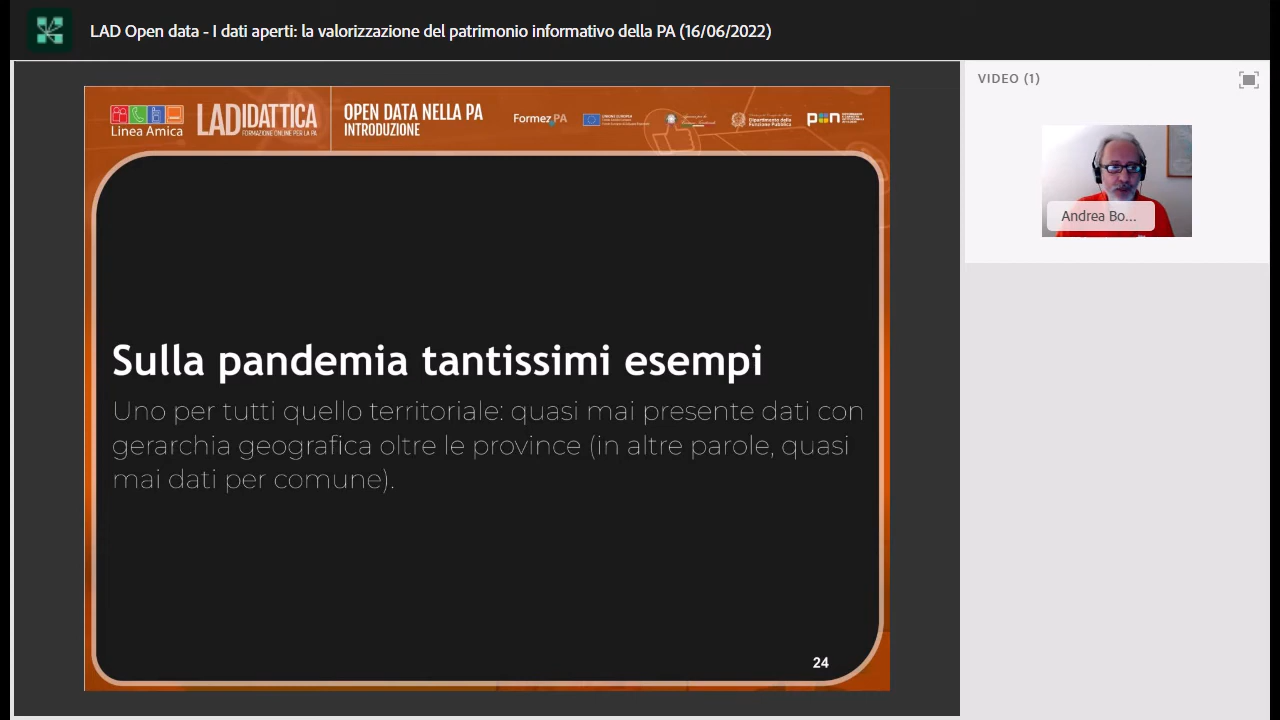 LAD Open data - I dati aperti: la valorizzazione del patrimonio informativo della PA (16/06/2022)
VIDEO (1)
Linea Amica
LADIDATTICA
FORMAZIONE ONLINE PER LA PA
OPEN DATA NELLA PA
INTRODUZIONE
FormezPA
UNIONE EUROPEA
Dipartimento della
Funzione Pubblica
pon
Andrea Bo...
Sulla pandemia tantissimi esempi
Uno per tutti quello territoriale: quasi mai presente dati con
gerarchia geografica oltre le province (in altre parole, quasi
mai dati per comune).
24